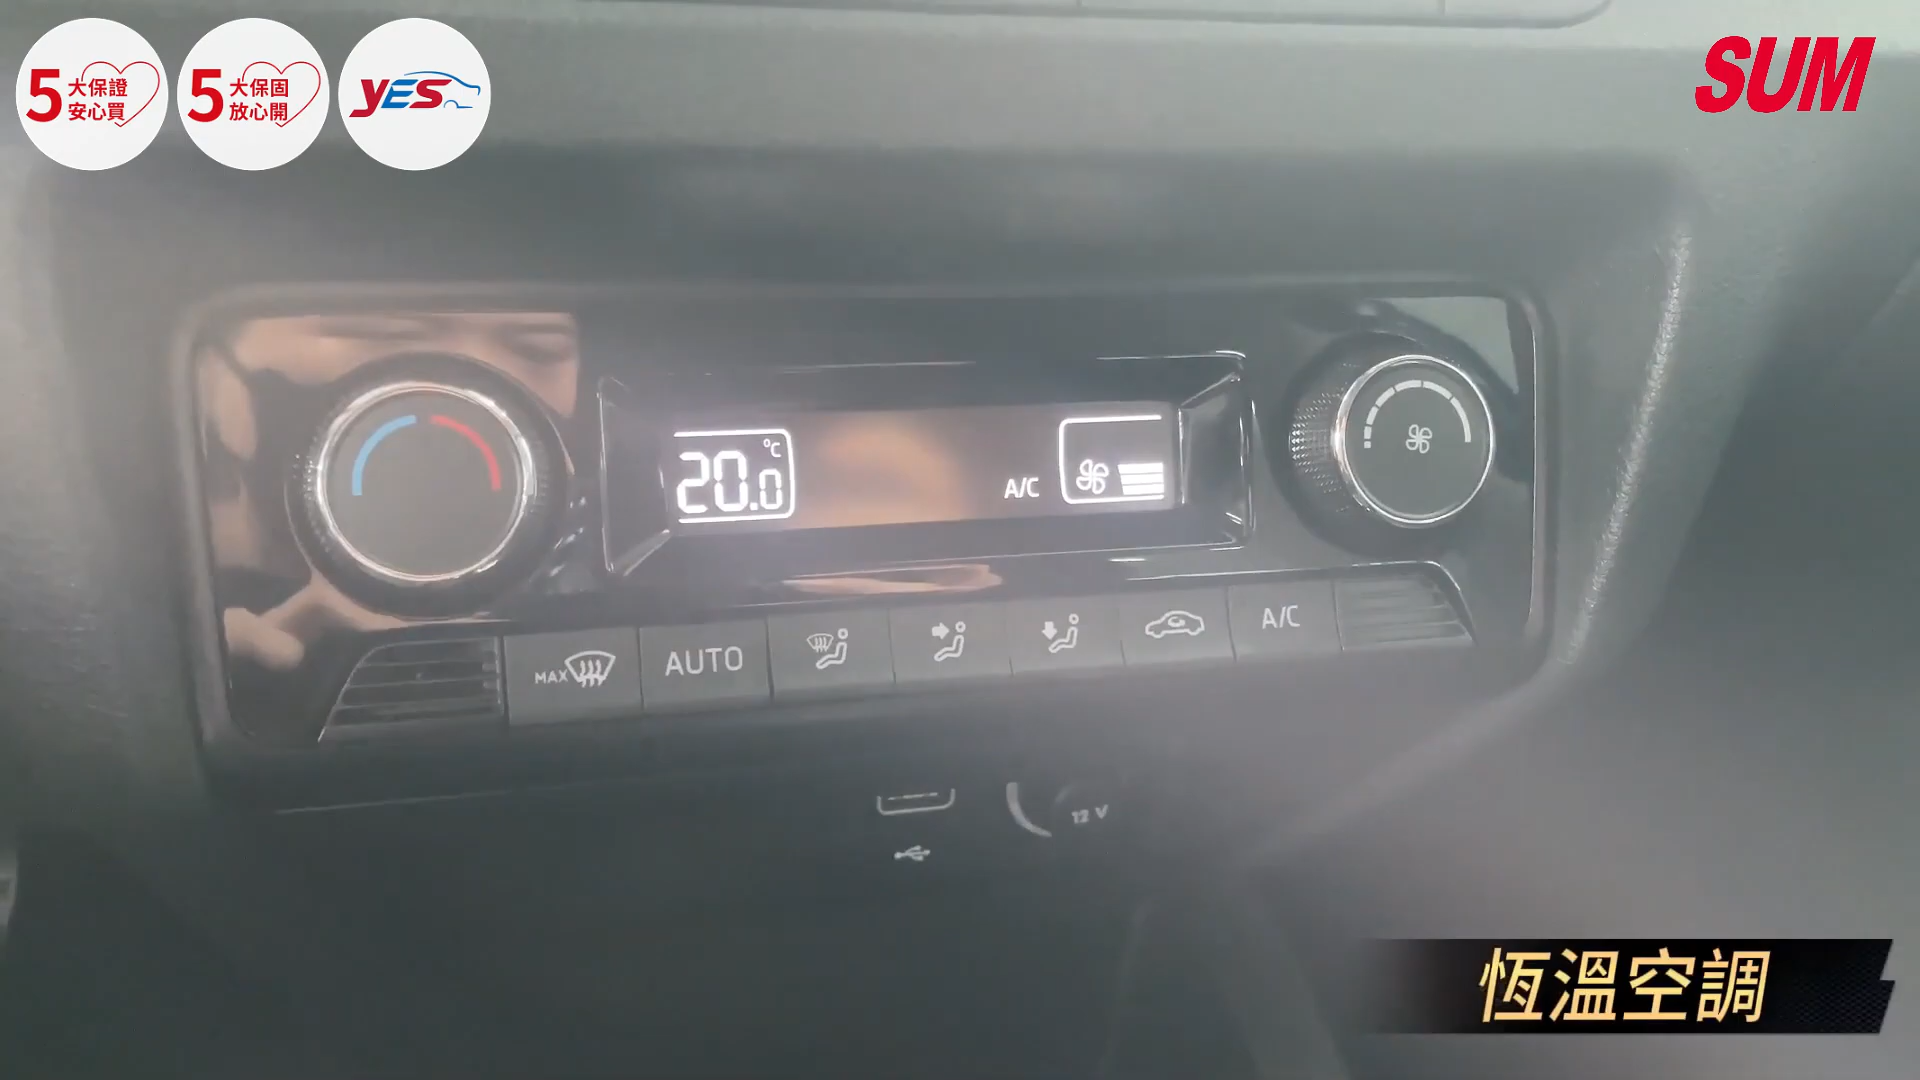 5 大保證
安心買
5 大保固
放心開
YES
SUM
20.0 °C
A/C
MAX
AUTO
A/C
12 V
恆溫空調